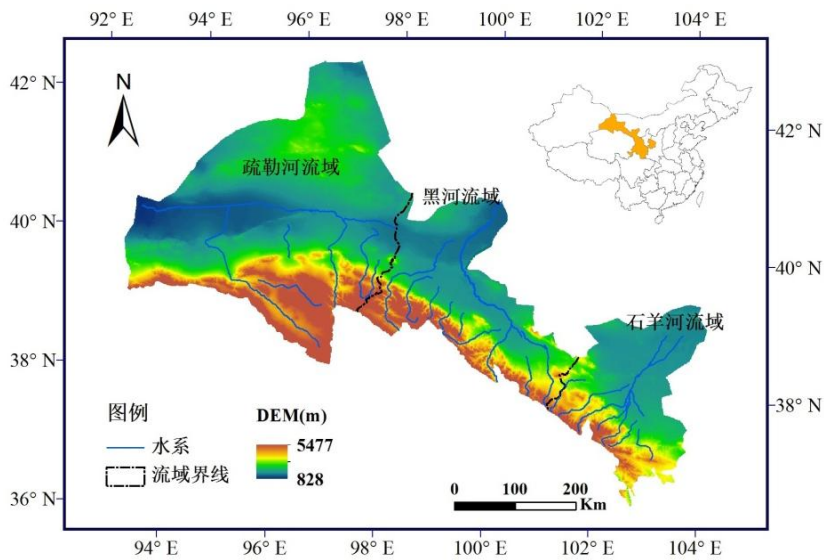 92° E 94° E 96° E 98° E 100° E 102° E 104° E
42° N
N
42° N
疏勒河流域
黑河流域
40° N
40° N
石羊河流域
38° N
38° N
图例
DEM(m)
水系
5477
流域界线
828
36° N
0 100 200
Km
94° E 96° E 98° E 100° E 102° E 104° E